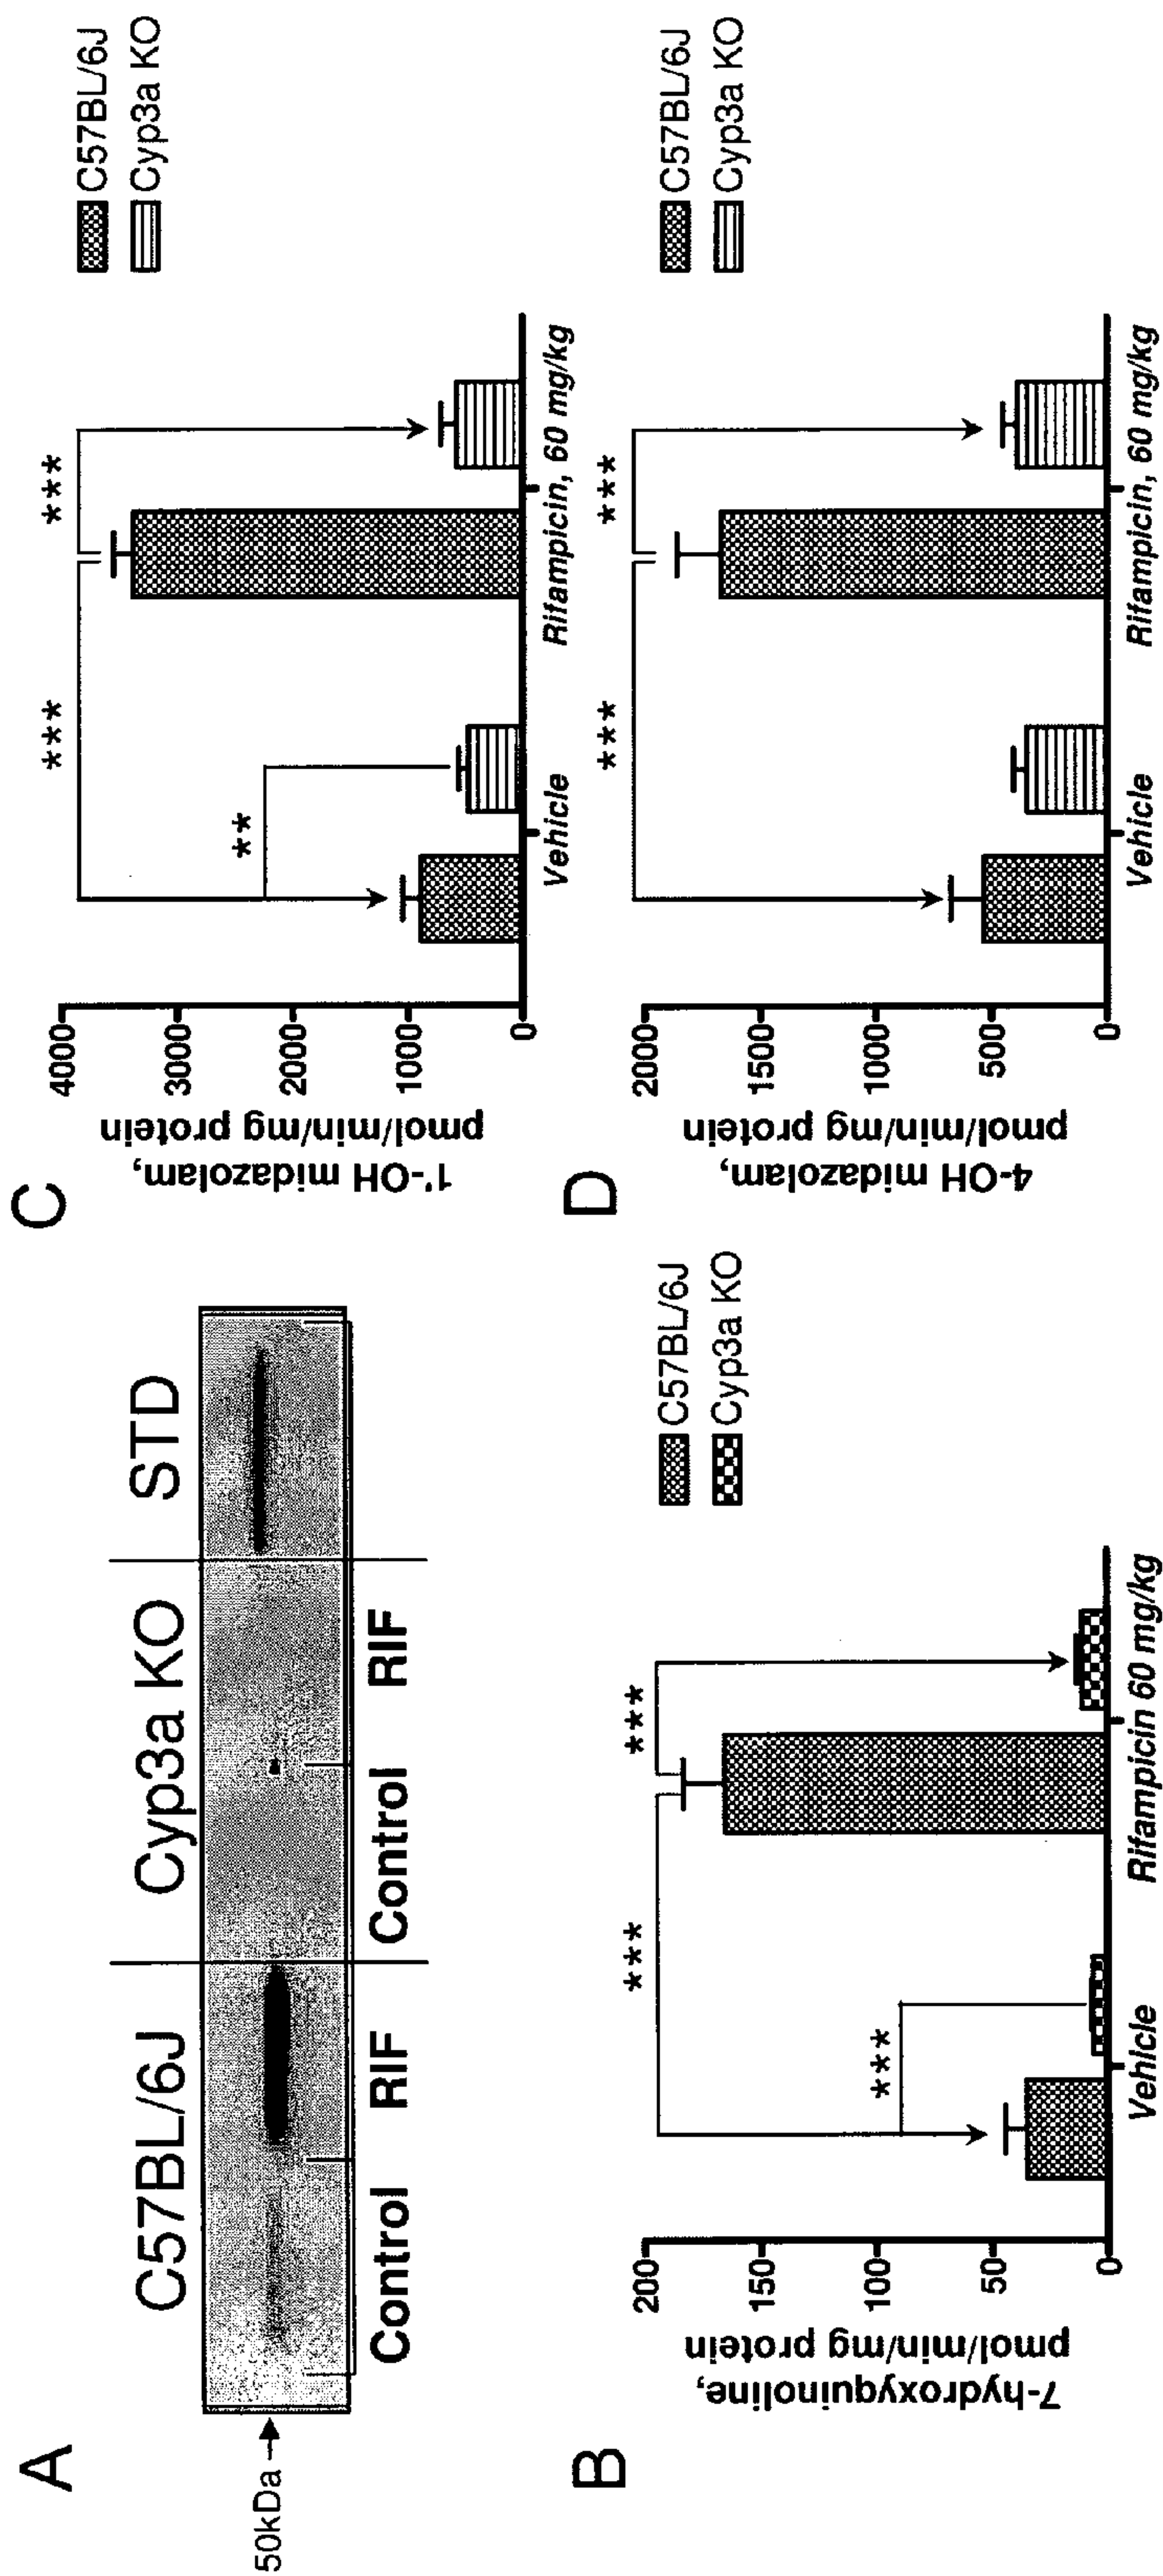 A
C57BL/6J
Cyp3a KO
STD
50kDa
Control
RIF
Control
RIF
B
7-hydroxyquinoline,
pmol/min/mg protein
200
150
100
50
0
***
***
***
Vehicle
Rifampicin 60 mg/kg
C57BL/6J
Cyp3a KO
C
1'-OH midazolam,
pmol/min/mg protein
4000
3000
2000
1000
0
***
***
**
Vehicle
Rifampicin, 60 mg/kg
C57BL/6J
Cyp3a KO
D
4-OH midazolam,
pmol/min/mg protein
2000
1500
1000
500
0
***
***
Vehicle
Rifampicin, 60 mg/kg
C57BL/6J
Cyp3a KO